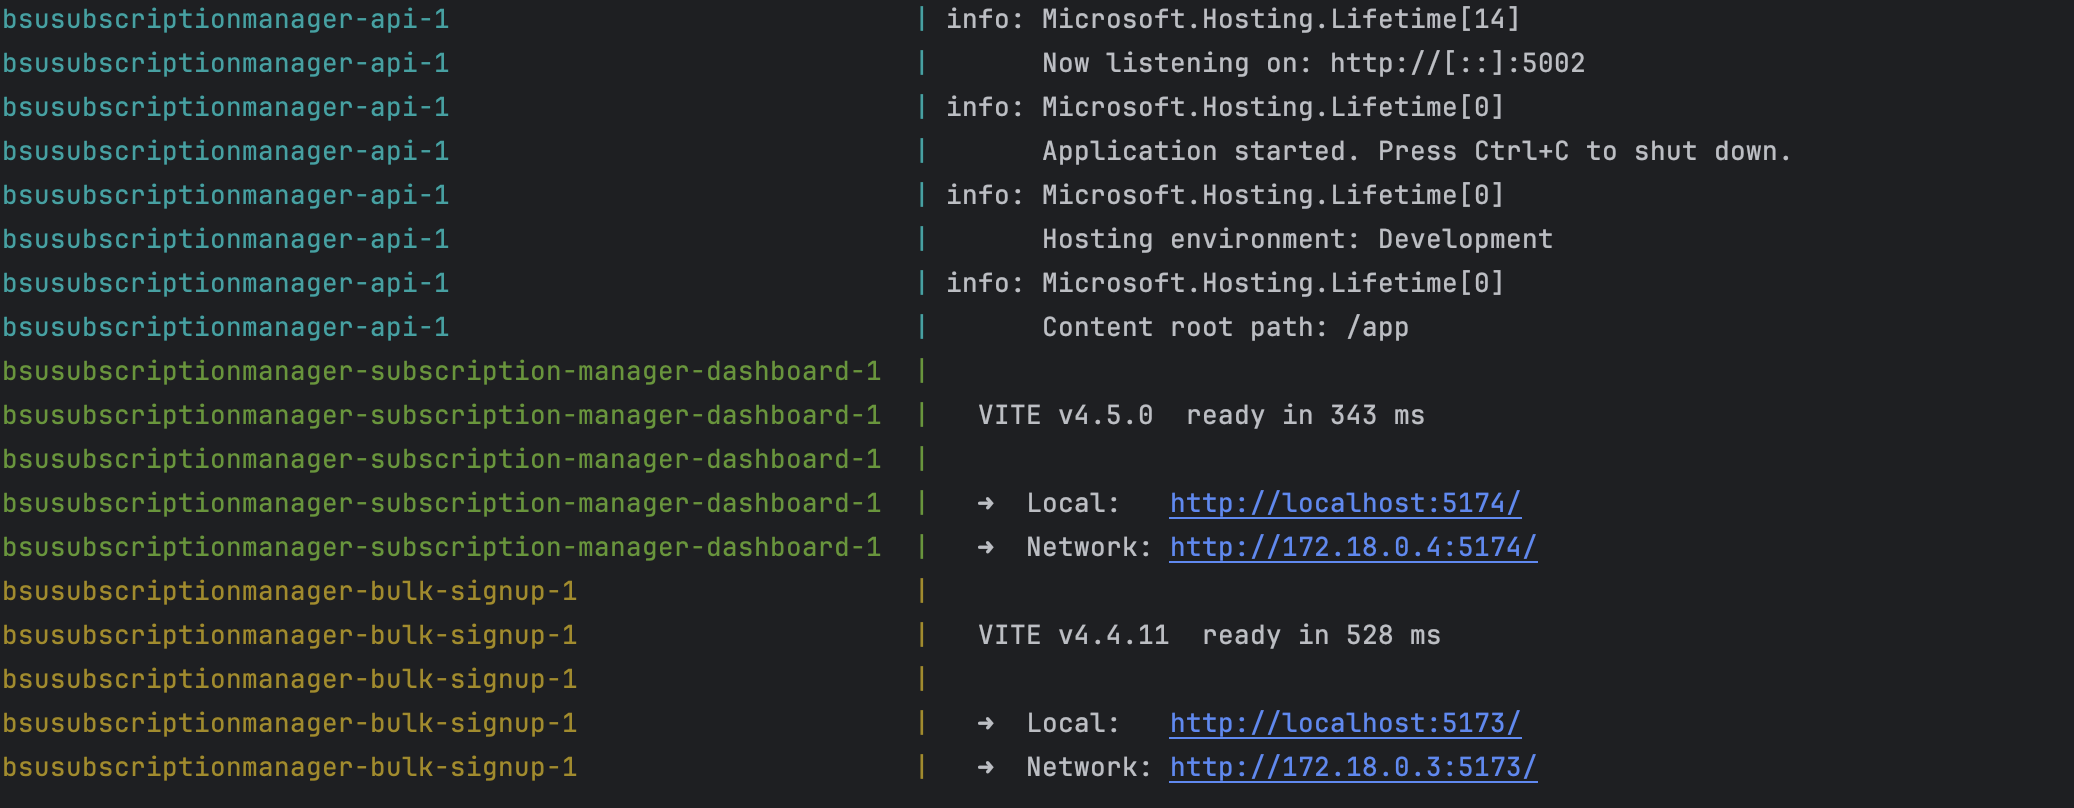 bsusubscriptionmanager-api-1 | info: Microsoft.Hosting.Lifetime[14]
bsusubscriptionmanager-api-1 | Now listening on: http://[::]:5002
bsusubscriptionmanager-api-1 | info: Microsoft.Hosting.Lifetime[0]
bsusubscriptionmanager-api-1 | Application started. Press Ctrl+C to shut down.
bsusubscriptionmanager-api-1 | info: Microsoft.Hosting.Lifetime[0]
bsusubscriptionmanager-api-1 | Hosting environment: Development
bsusubscriptionmanager-api-1 | info: Microsoft.Hosting.Lifetime[0]
bsusubscriptionmanager-api-1 | Content root path: /app
bsusubscriptionmanager-subscription-manager-dashboard-1 |
bsusubscriptionmanager-subscription-manager-dashboard-1 | VITE v4.5.0 ready in 343 ms
bsusubscriptionmanager-subscription-manager-dashboard-1 |
bsusubscriptionmanager-subscription-manager-dashboard-1 | ➜ Local: http://localhost:5174/
bsusubscriptionmanager-subscription-manager-dashboard-1 | ➜ Network: http://172.18.0.4:5174/
bsusubscriptionmanager-bulk-signup-1 |
bsusubscriptionmanager-bulk-signup-1 | VITE v4.4.11 ready in 528 ms
bsusubscriptionmanager-bulk-signup-1 |
bsusubscriptionmanager-bulk-signup-1 | ➜ Local: http://localhost:5173/
bsusubscriptionmanager-bulk-signup-1 | ➜ Network: http://172.18.0.3:5173/